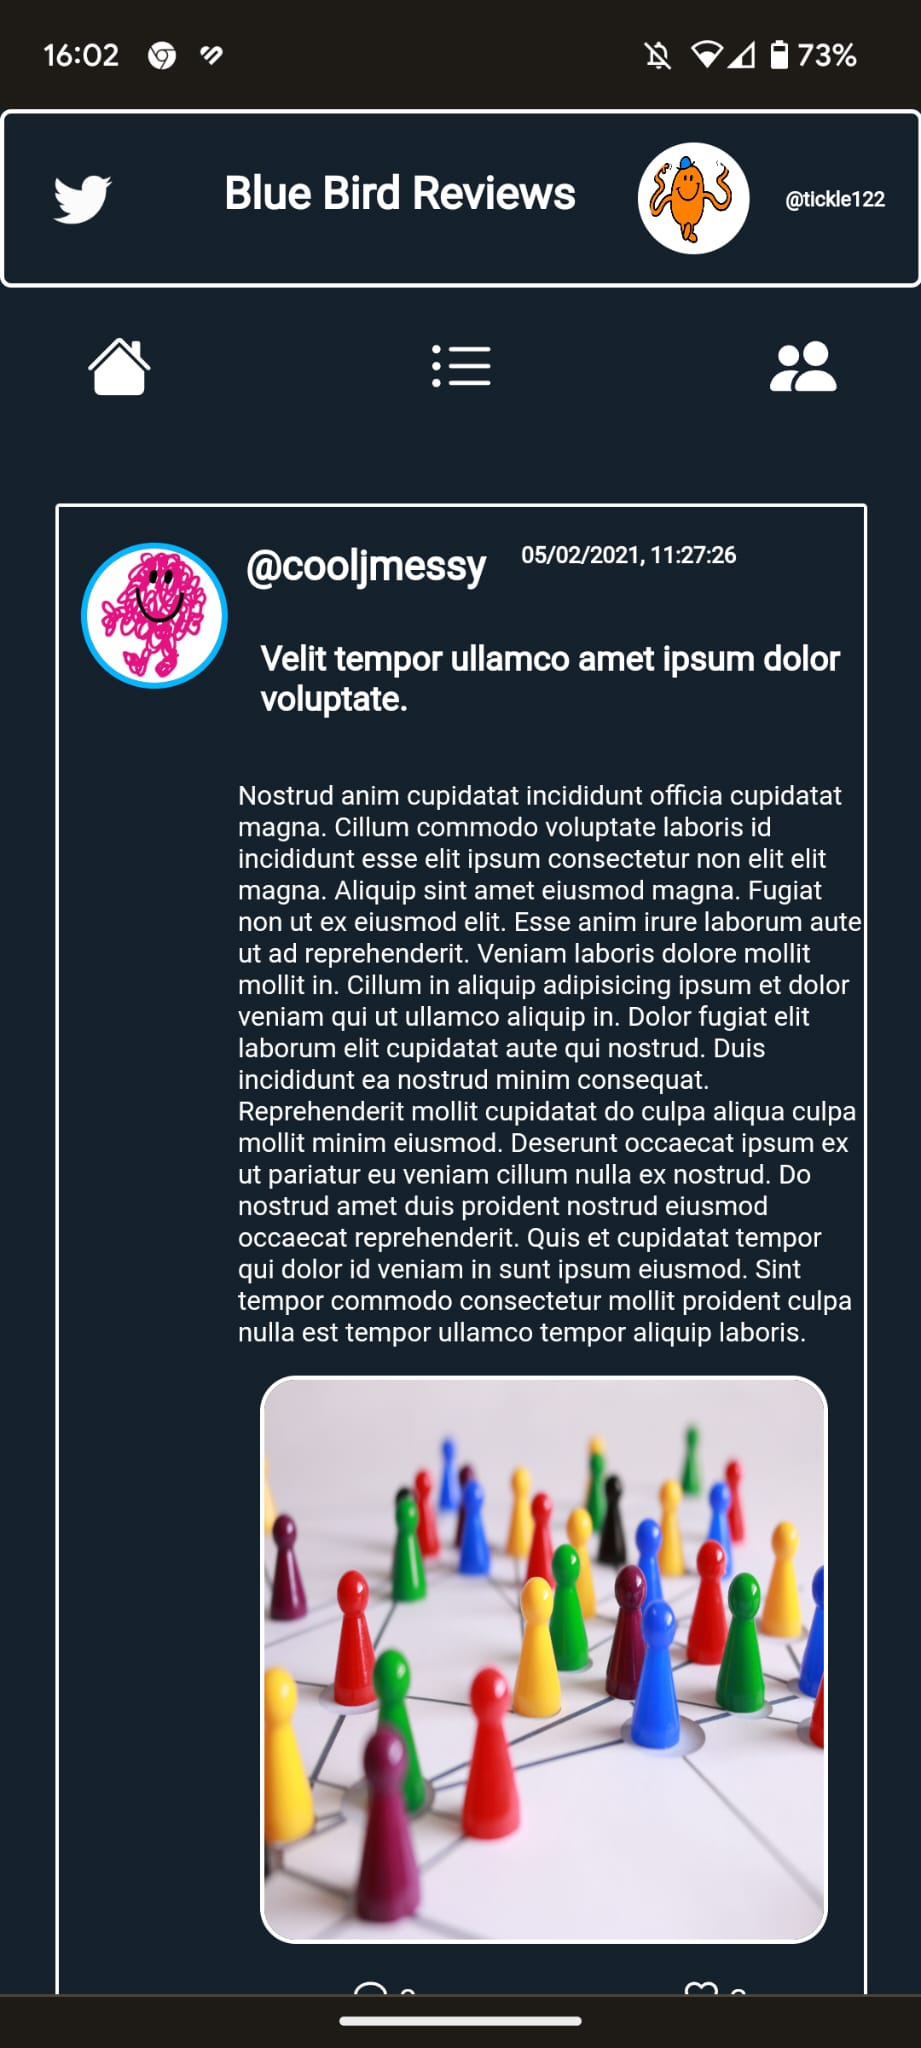 16:02
73%
Blue Bird Reviews
@tickle122
@cooljmessy
05/02/2021, 11:27:26
Velit tempor ullamco amet ipsum dolor
voluptate.
Nostrud anim cupidatat incididunt officia cupidatat
magna. Cillum commodo voluptate laboris id
incididunt esse elit ipsum consectetur non elit elit
magna. Aliquip sint amet eiusmod magna. Fugiat
non ut ex eiusmod elit. Esse anim irure laborum aute
ut ad reprehenderit. Veniam laboris dolore mollit
mollit in. Cillum in aliquip adipisicing ipsum et dolor
veniam qui ut ullamco aliquip in. Dolor fugiat elit
laborum elit cupidatat aute qui nostrud. Duis
incididunt ea nostrud minim consequat.
Reprehenderit mollit cupidatat do culpa aliqua culpa
mollit minim eiusmod. Deserunt occaecat ipsum ex
ut pariatur eu veniam cillum nulla ex nostrud. Do
nostrud amet duis proident nostrud eiusmod
occaecat reprehenderit. Quis et cupidatat tempor
qui dolor id veniam in sunt ipsum eiusmod. Sint
tempor commodo consectetur mollit proident culpa
nulla est tempor ullamco tempor aliquip laboris.